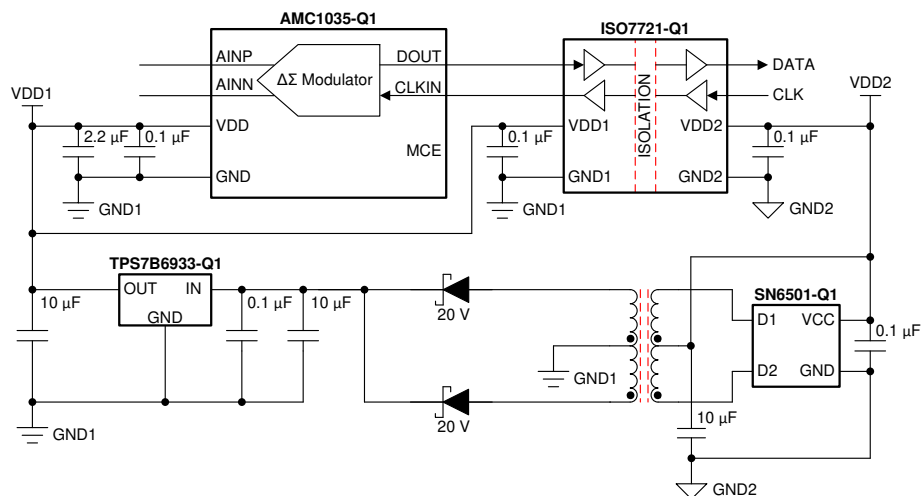 AMC1035-Q1
ISO7721-Q1
AINP
DOUT
DATA
ΔΣ Modulator
AINN
CLKIN
CLK
VDD1
VDD2
ISOLATION
2.2 µF
0.1 µF
VDD
0.1 µF
VDD1
VDD2
0.1 µF
MCE
GND
GND1
GND2
GND1
GND1
GND2
TPS7B6933-Q1
SN6501-Q1
10 µF
OUT
IN
0.1 µF
10 µF
20 V
D1
VCC
0.1 µF
GND
GND1
D2
GND
GND1
20 V
10 µF
GND2